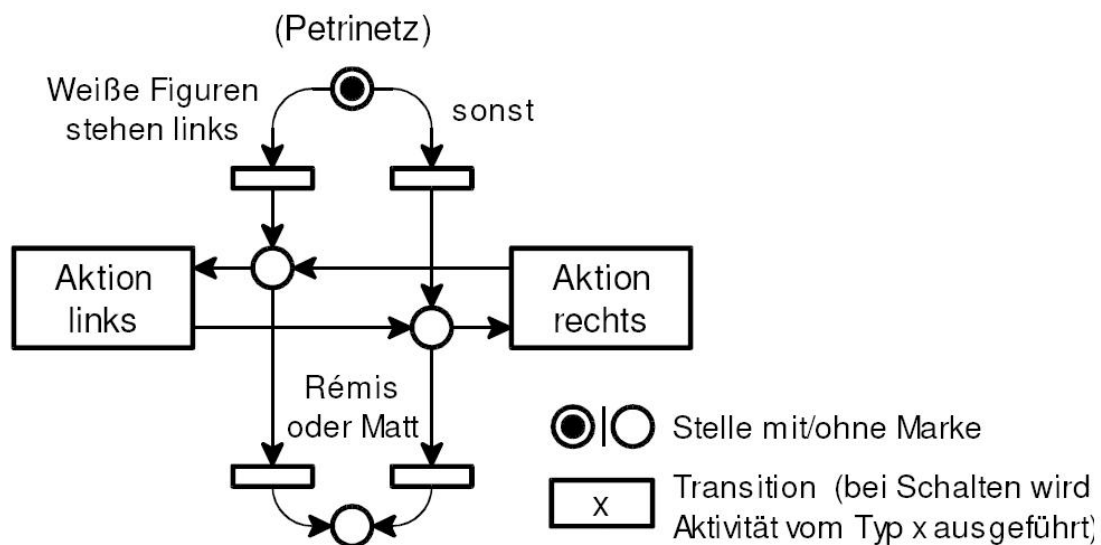 (Petrinetz)
Weiße Figuren
stehen links
sonst
Aktion
links
Aktion
rechts
Rémis
oder Matt
Stelle mit/ohne Marke
x
Transition (bei Schalten wird
Aktivität vom Typ x ausgeführt)